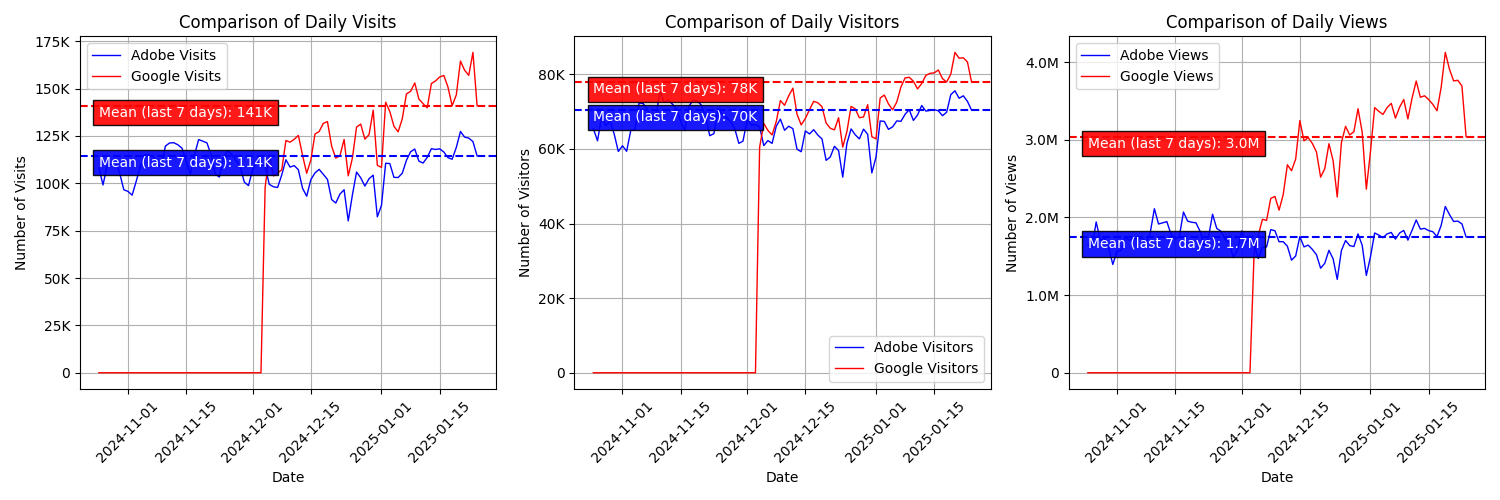 Comparison of Daily Visits
175K
150K
125K
100K
75K
50K
25K
0
Number of Visits
Adobe Visits
Google Visits
Mean (last 7 days): 141K
Mean (last 7 days): 114K
2024-11-01
2024-11-15
2024-12-01
2024-12-15
2025-01-01
2025-01-15
Date
Comparison of Daily Visitors
80K
60K
40K
20K
0
Number of Visitors
Mean (last 7 days): 78K
Mean (last 7 days): 70K
Adobe Visitors
Google Visitors
2024-11-01
2024-11-15
2024-12-01
2024-12-15
2025-01-01
2025-01-15
Date
Comparison of Daily Views
4.0M
3.0M
2.0M
1.0M
0
Number of Views
Adobe Views
Google Views
Mean (last 7 days): 3.0M
Mean (last 7 days): 1.7M
2024-11-01
2024-11-15
2024-12-01
2024-12-15
2025-01-01
2025-01-15
Date